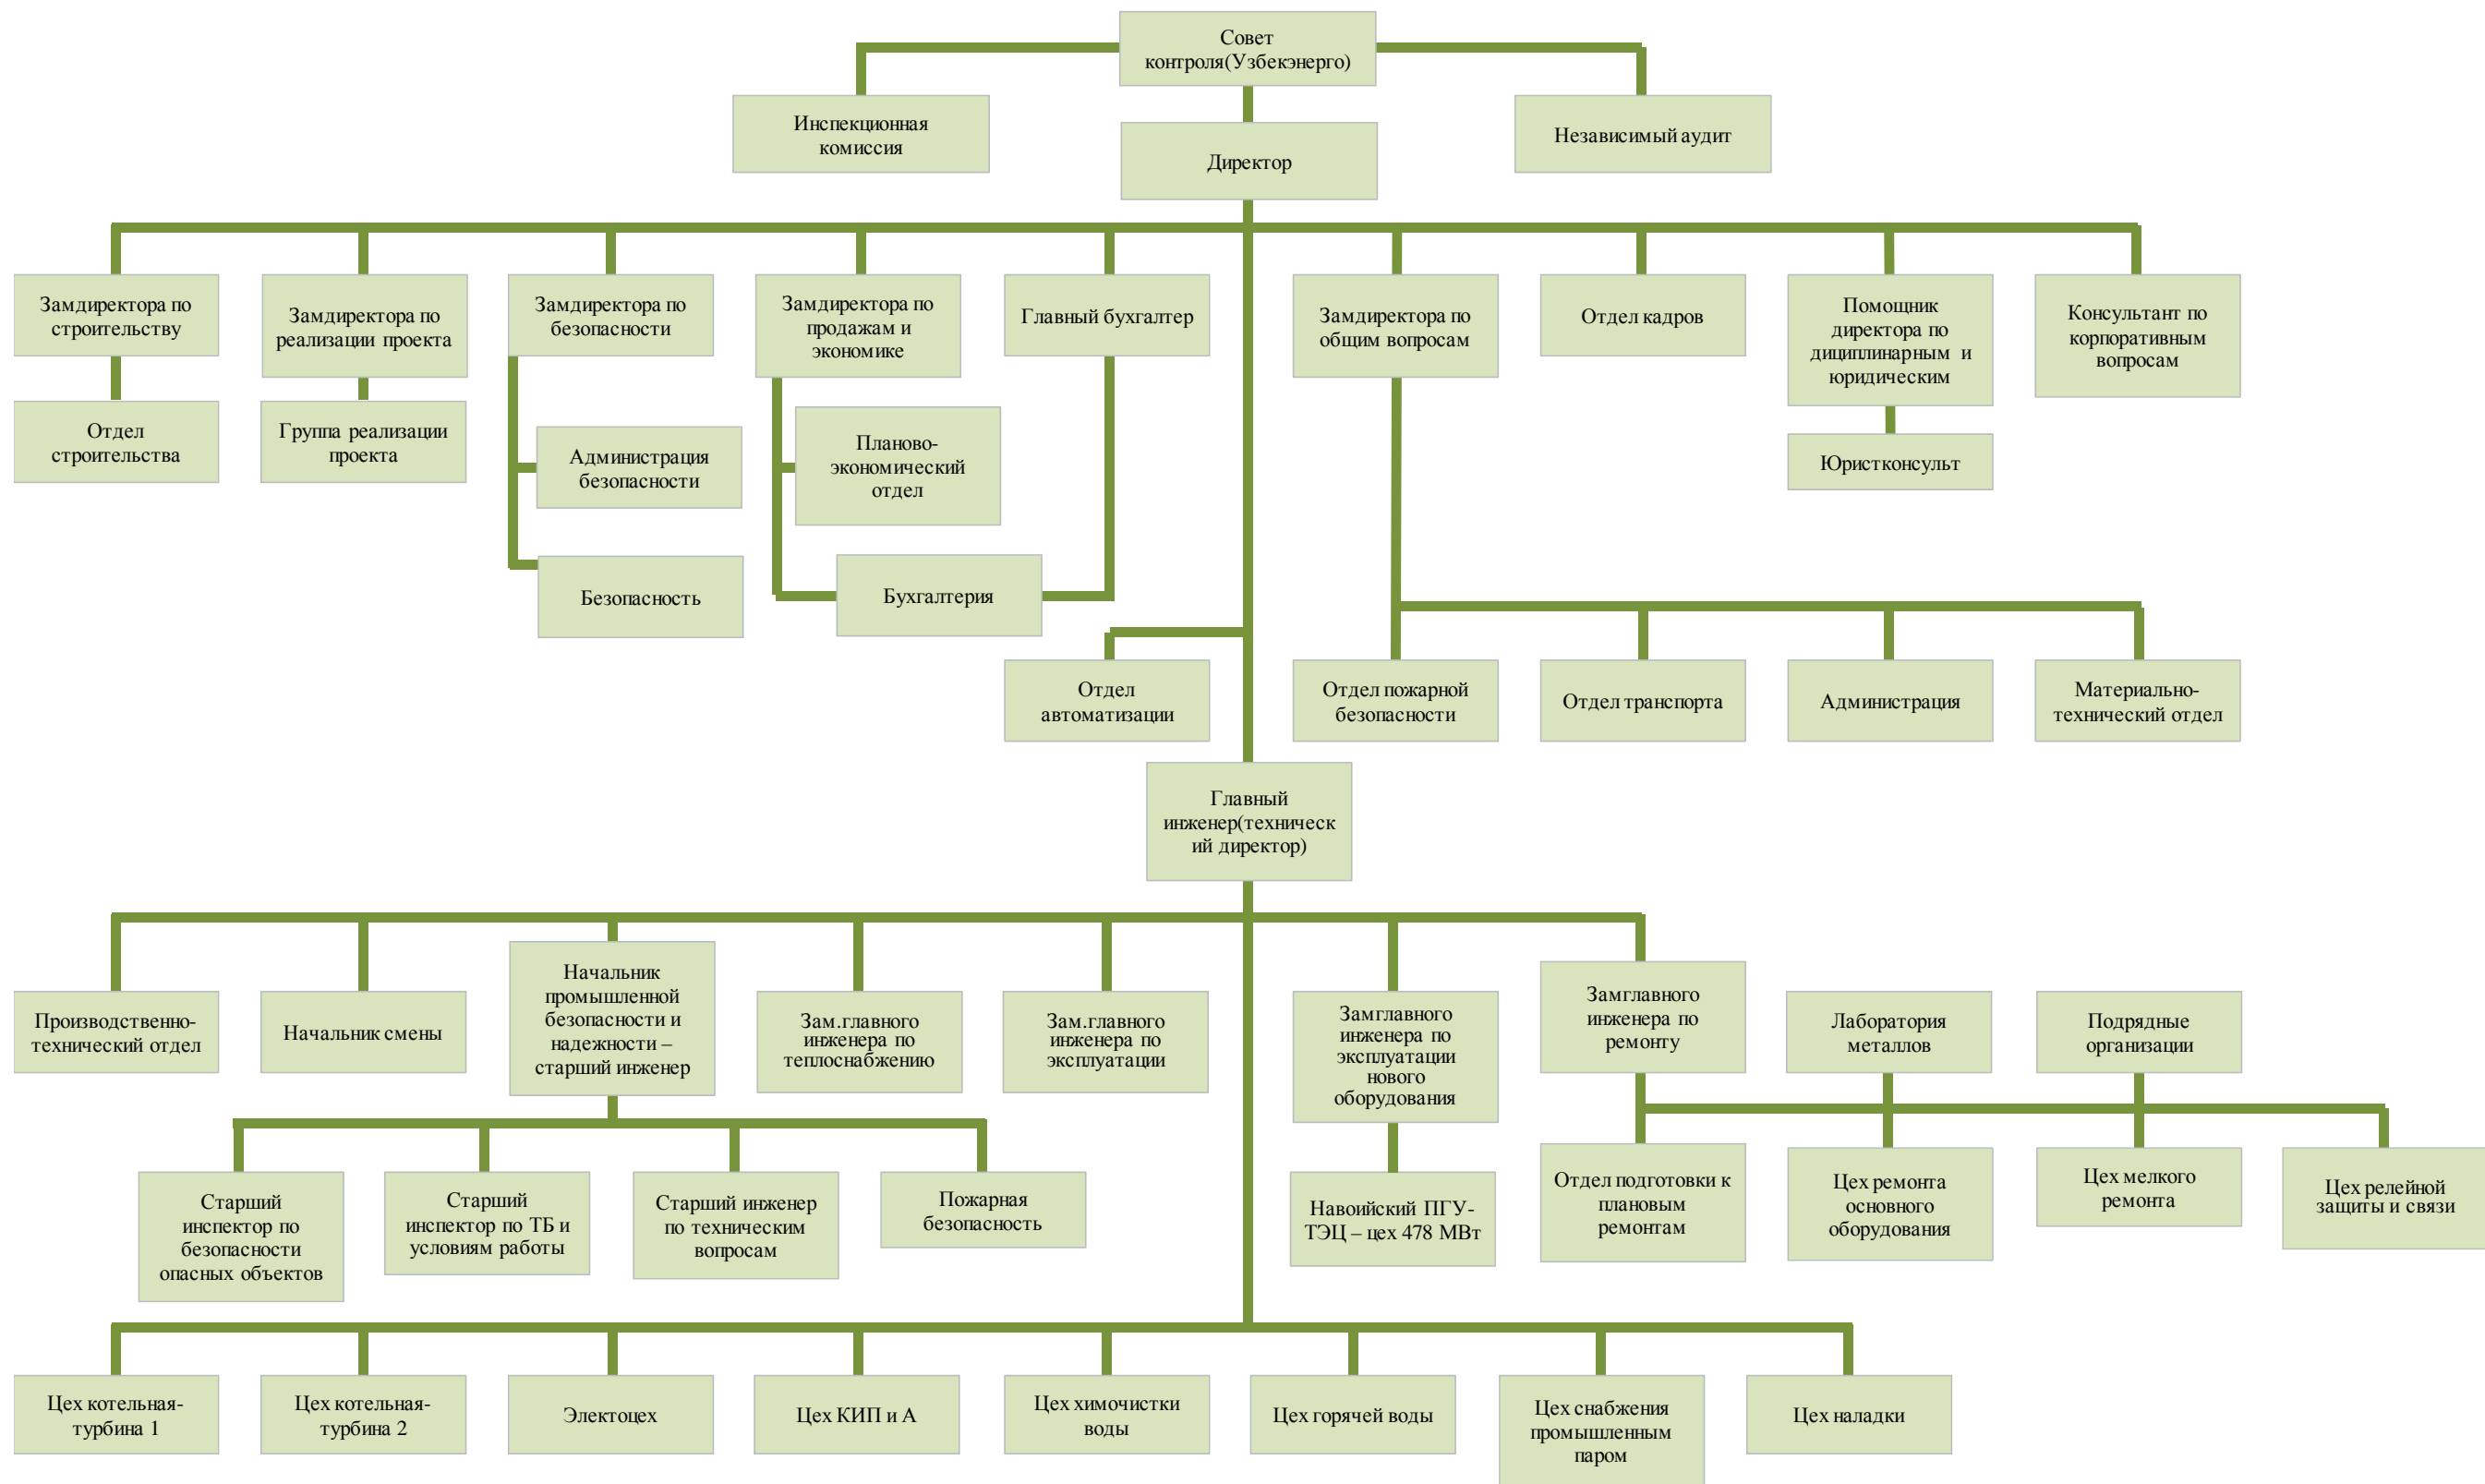 Совет
контроля(Узбекэнерго)
Инспекционная
комиссия
Независимый аудит
Директор
Замдиректора по
строительству
Замдиректора по
реализации проекта
Замдиректора по
безопасности
Замдиректора по
продажам и
экономике
Главный бухгалтер
Замдиректора по
общим вопросам
Отдел кадров
Помощник
директора по
дициплинарным и
юридическим
Консультант по
корпоративным
вопросам
Отдел
строительства
Группа реализации
проекта
Администрация
безопасности
Планово-
экономический
отдел
Юристконсульт
Безопасность
Бухгалтерия
Отдел
автоматизации
Отдел пожарной
безопасности
Отдел транспорта
Администрация
Материально-
технический отдел
Главный
инженер(техническ
ий директор)
Производственно-
технический отдел
Начальник смены
Начальник
промышленной
безопасности и
надежности –
старший инженер
Зам.главного
инженера по
теплоснабжению
Зам.главного
инженера по
эксплуатации
Замглавного
инженера по
эксплуатации
нового
оборудования
Замглавного
инженера по
ремонту
Лаборатория
металлов
Подрядные
организации
Старший
инспектор по
безопасности
опасных объектов
Старший
инспектор по ТБ и
условиям работы
Старший инженер
по техническим
вопросам
Пожарная
безопасность
Навоийский ПГУ-
ТЭЦ – цех 478 МВт
Отдел подготовки к
плановым
ремонтам
Цех ремонта
основного
оборудования
Цех мелкого
ремонта
Цех релейной
защиты и связи
Цех котельная-
турбина 1
Цех котельная-
турбина 2
Электоцех
Цех КИП и А
Цех химочистки
воды
Цех горячей воды
Цех снабжения
промышленным
паром
Цех наладки